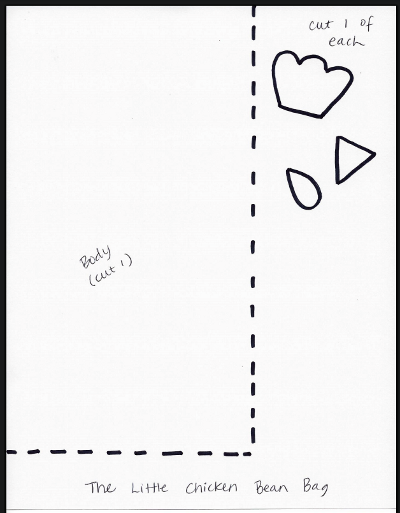 cut 1 of
each
Body
(cut 1)
The Little Chicken Bean Bag